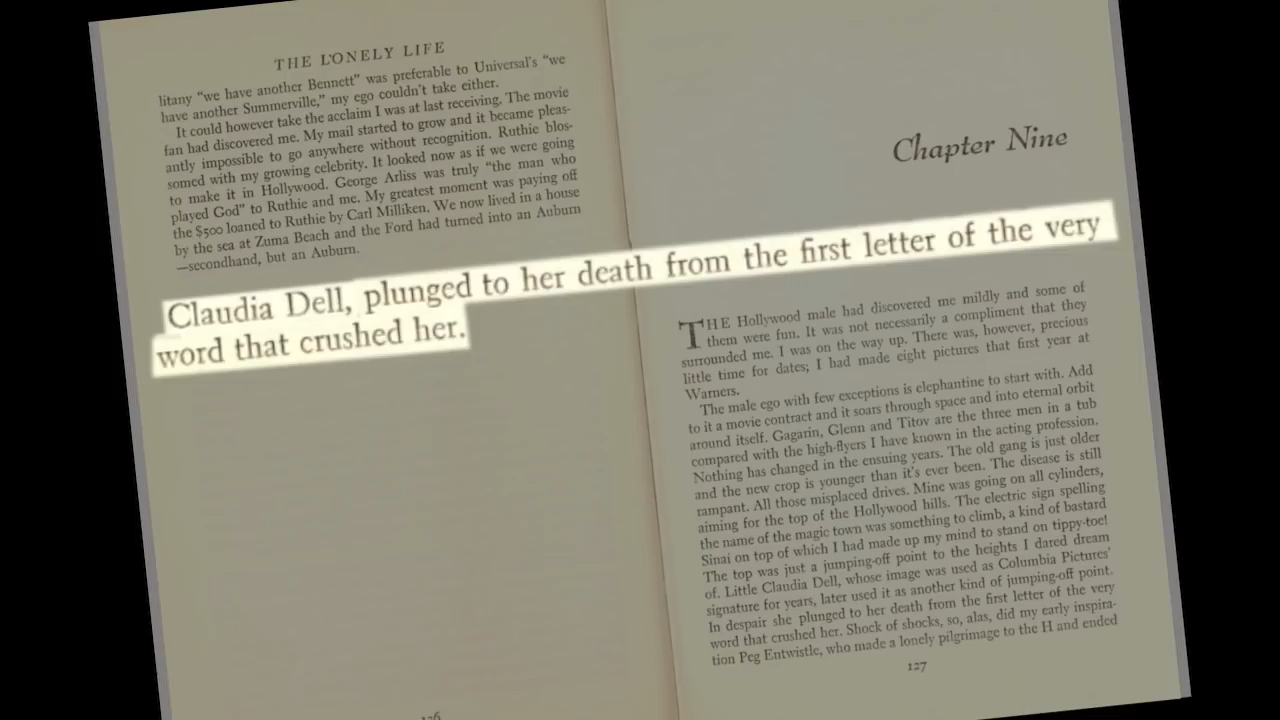 THE LONELY LIFE
litany “we have another Bennett” was preferable to Universal’s “we
have another Summerville,” my ego couldn’t take either.
It could however take the acclaim I was at last receiving. The movie
fan had discovered me. My mail started to grow and it became pleas-
antly impossible to go anywhere without recognition. Ruthie blos-
somed with my growing celebrity. It looked now as if we were going
to make it in Hollywood. George Arliss was truly “the man who
played God” to Ruthie and me. My greatest moment was paying off
the $500 loaned to Ruthie by Carl Milliken. We now lived in a house
by the sea at Zuma Beach and the Ford had turned into an Auburn
—secondhand, but an Auburn.
Claudia Dell, plunged to her death from the first letter of the very
word that crushed her.
126
Chapter Nine
THE Hollywood male had discovered me mildly and some of
them were fun. It was not necessarily a compliment that they
surrounded me. I was on the way up. There was, however, precious
little time for dates; I had made eight pictures that first year at
Warners.
The male ego with few exceptions is elephantine to start with. Add
to it a movie contract and it soars through space and into eternal orbit
around itself. Gagarin, Glenn and Titov are the three men in a tub
compared with the high-flyers I have known in the acting profession.
Nothing has changed in the ensuing years. The old gang is just older
and the new crop is younger than it’s ever been. The disease is still
rampant. All those misplaced drives. Mine was going on all cylinders,
aiming for the top of the Hollywood hills. The electric sign spelling
the name of the magic town was something to climb, a kind of bastard
Sinai on top of which I had made up my mind to stand on tippy-toe!
The top was just a jumping-off point to the heights I dared dream
of. Little Claudia Dell, whose image was used as Columbia Pictures’
signature for years, later used it as another kind of jumping-off point.
In despair she plunged to her death from the first letter of the very
word that crushed her. Shock of shocks, so, alas, did my early inspira-
tion Peg Entwistle, who made a lonely pilgrimage to the H and ended
127